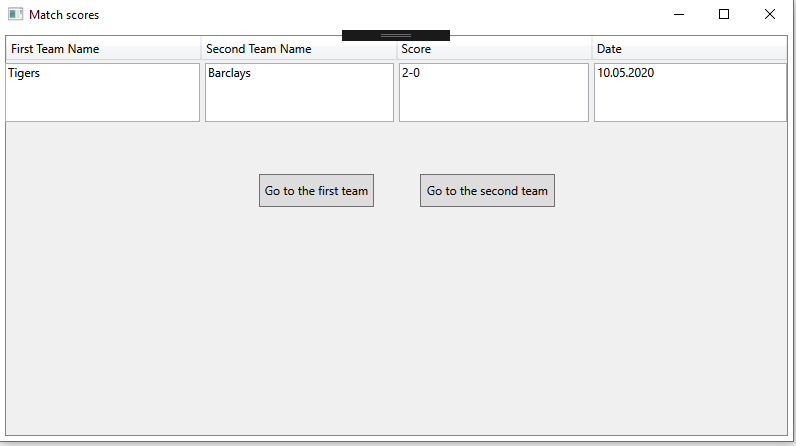 Match scores
First Team Name Second Team Name Score Date
Tigers Barclays 2-0 10.05.2020
Go to the first team Go to the second team